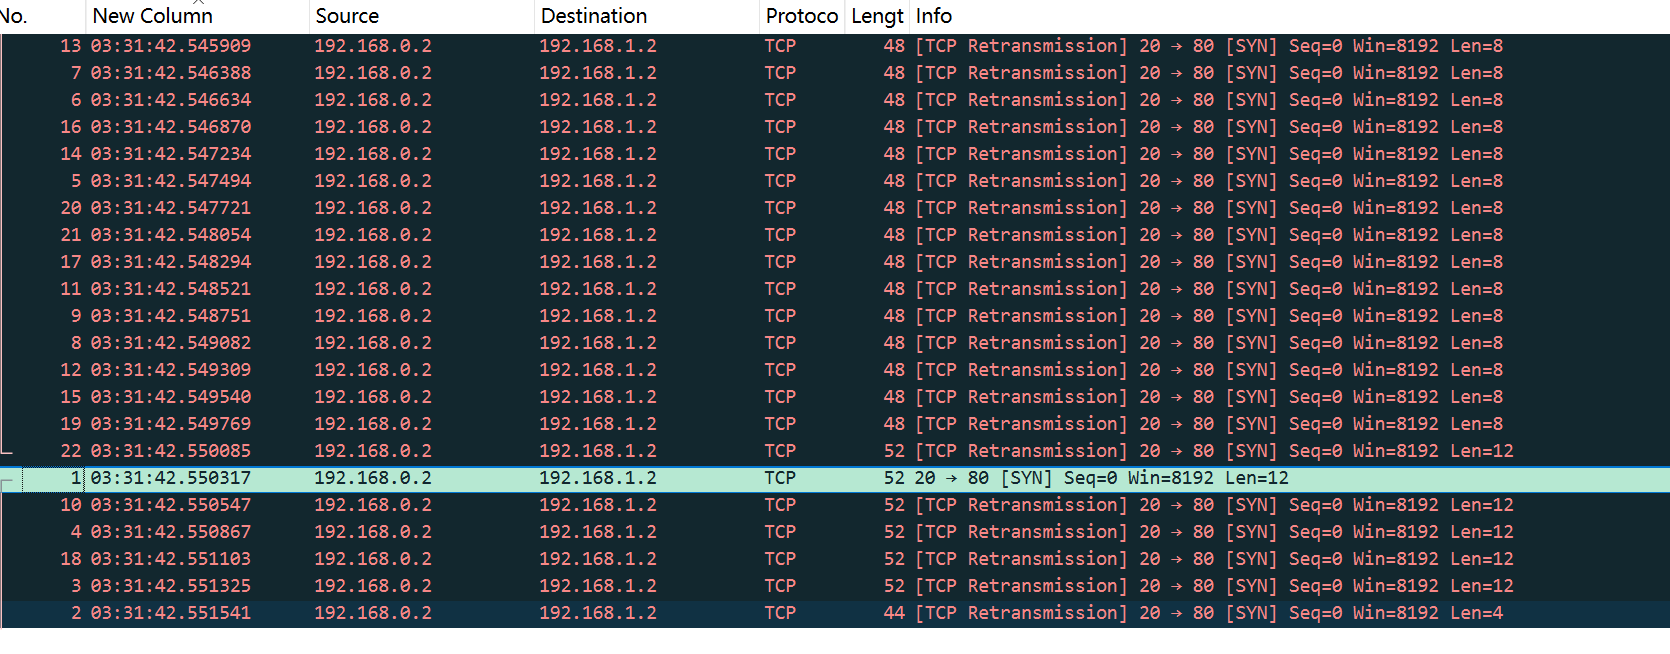 No. New Column Source Destination Protoco Lengt Info
13 03:31:42.545909 192.168.0.2 192.168.1.2 TCP 48 [TCP Retransmission] 20 → 80 [SYN] Seq=0 Win=8192 Len=8
7 03:31:42.546388 192.168.0.2 192.168.1.2 TCP 48 [TCP Retransmission] 20 → 80 [SYN] Seq=0 Win=8192 Len=8
6 03:31:42.546634 192.168.0.2 192.168.1.2 TCP 48 [TCP Retransmission] 20 → 80 [SYN] Seq=0 Win=8192 Len=8
16 03:31:42.546870 192.168.0.2 192.168.1.2 TCP 48 [TCP Retransmission] 20 → 80 [SYN] Seq=0 Win=8192 Len=8
14 03:31:42.547234 192.168.0.2 192.168.1.2 TCP 48 [TCP Retransmission] 20 → 80 [SYN] Seq=0 Win=8192 Len=8
5 03:31:42.547494 192.168.0.2 192.168.1.2 TCP 48 [TCP Retransmission] 20 → 80 [SYN] Seq=0 Win=8192 Len=8
20 03:31:42.547721 192.168.0.2 192.168.1.2 TCP 48 [TCP Retransmission] 20 → 80 [SYN] Seq=0 Win=8192 Len=8
21 03:31:42.548054 192.168.0.2 192.168.1.2 TCP 48 [TCP Retransmission] 20 → 80 [SYN] Seq=0 Win=8192 Len=8
17 03:31:42.548294 192.168.0.2 192.168.1.2 TCP 48 [TCP Retransmission] 20 → 80 [SYN] Seq=0 Win=8192 Len=8
11 03:31:42.548521 192.168.0.2 192.168.1.2 TCP 48 [TCP Retransmission] 20 → 80 [SYN] Seq=0 Win=8192 Len=8
9 03:31:42.548751 192.168.0.2 192.168.1.2 TCP 48 [TCP Retransmission] 20 → 80 [SYN] Seq=0 Win=8192 Len=8
8 03:31:42.549082 192.168.0.2 192.168.1.2 TCP 48 [TCP Retransmission] 20 → 80 [SYN] Seq=0 Win=8192 Len=8
12 03:31:42.549309 192.168.0.2 192.168.1.2 TCP 48 [TCP Retransmission] 20 → 80 [SYN] Seq=0 Win=8192 Len=8
15 03:31:42.549540 192.168.0.2 192.168.1.2 TCP 48 [TCP Retransmission] 20 → 80 [SYN] Seq=0 Win=8192 Len=8
19 03:31:42.549769 192.168.0.2 192.168.1.2 TCP 48 [TCP Retransmission] 20 → 80 [SYN] Seq=0 Win=8192 Len=8
22 03:31:42.550085 192.168.0.2 192.168.1.2 TCP 52 [TCP Retransmission] 20 → 80 [SYN] Seq=0 Win=8192 Len=12
1 03:31:42.550317 192.168.0.2 192.168.1.2 TCP 52 20 → 80 [SYN] Seq=0 Win=8192 Len=12
10 03:31:42.550547 192.168.0.2 192.168.1.2 TCP 52 [TCP Retransmission] 20 → 80 [SYN] Seq=0 Win=8192 Len=12
4 03:31:42.550867 192.168.0.2 192.168.1.2 TCP 52 [TCP Retransmission] 20 → 80 [SYN] Seq=0 Win=8192 Len=12
18 03:31:42.551103 192.168.0.2 192.168.1.2 TCP 52 [TCP Retransmission] 20 → 80 [SYN] Seq=0 Win=8192 Len=12
3 03:31:42.551325 192.168.0.2 192.168.1.2 TCP 52 [TCP Retransmission] 20 → 80 [SYN] Seq=0 Win=8192 Len=12
2 03:31:42.551541 192.168.0.2 192.168.1.2 TCP 44 [TCP Retransmission] 20 → 80 [SYN] Seq=0 Win=8192 Len=4